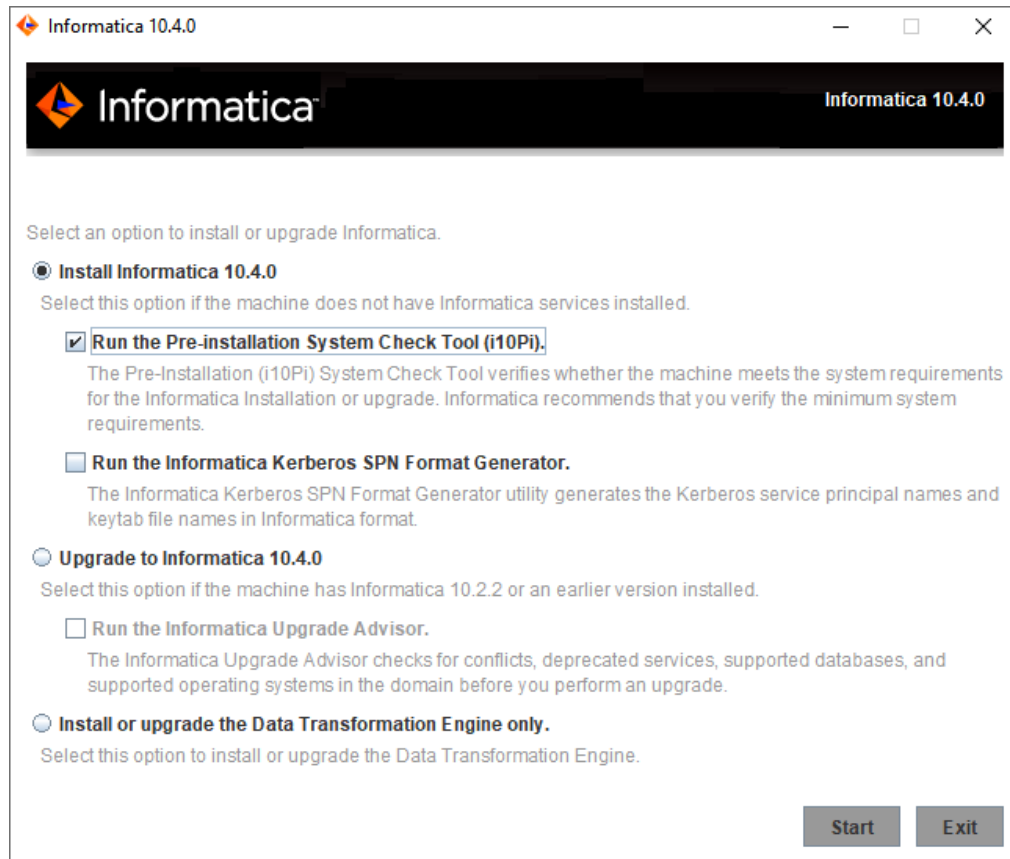 Informatica 10.4.0
Informatica
Informatica 10.4.0
Select an option to install or upgrade Informatica.
Install Informatica 10.4.0
Select this option if the machine does not have Informatica services installed.
Run the Pre-installation System Check Tool (i10Pi).
The Pre-Installation (i10Pi) System Check Tool verifies whether the machine meets the system requirements
for the Informatica Installation or upgrade. Informatica recommends that you verify the minimum system
requirements.
Run the Informatica Kerberos SPN Format Generator.
The Informatica Kerberos SPN Format Generator utility generates the Kerberos service principal names and
keytab file names in Informatica format.
Upgrade to Informatica 10.4.0
Select this option if the machine has Informatica 10.2.2 or an earlier version installed.
Run the Informatica Upgrade Advisor.
The Informatica Upgrade Advisor checks for conflicts, deprecated services, supported databases, and
supported operating systems in the domain before you perform an upgrade.
Install or upgrade the Data Transformation Engine only.
Select this option to install or upgrade the Data Transformation Engine.
Start Exit